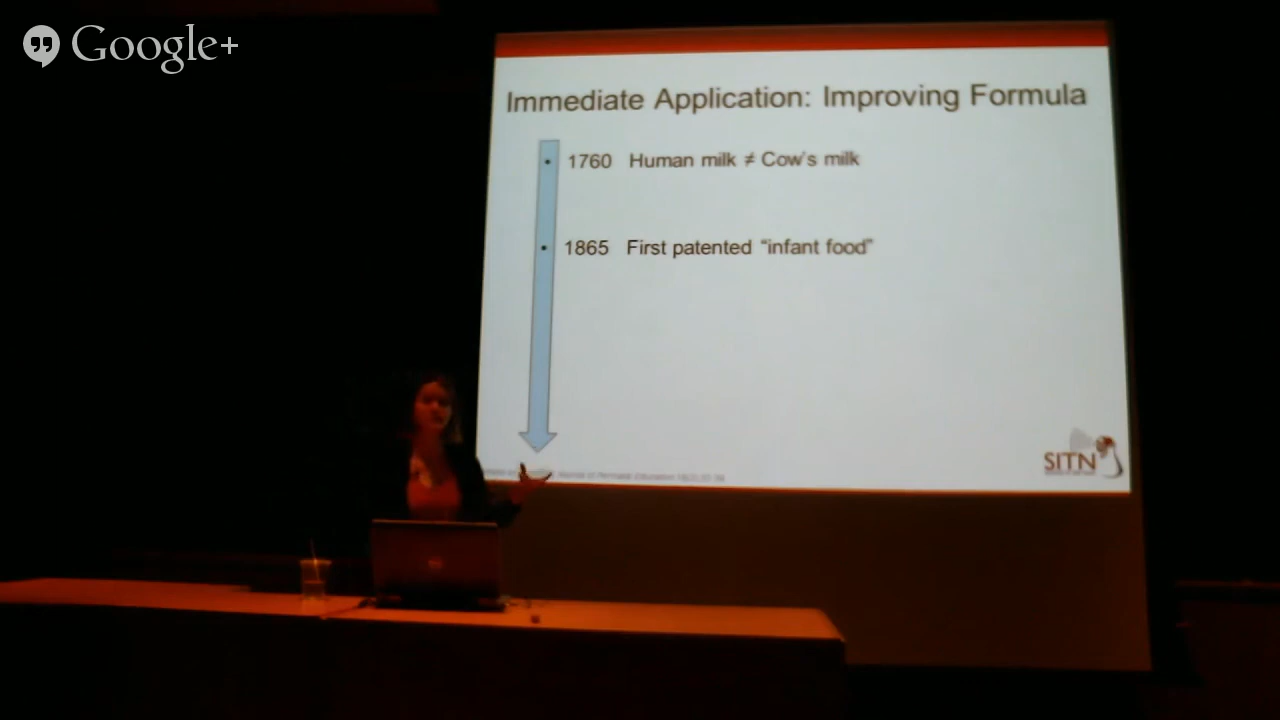 Google+
Immediate Application: Improving Formula
• 1760 Human milk ≠ Cow's milk
• 1865 First patented “infant food”
SITN